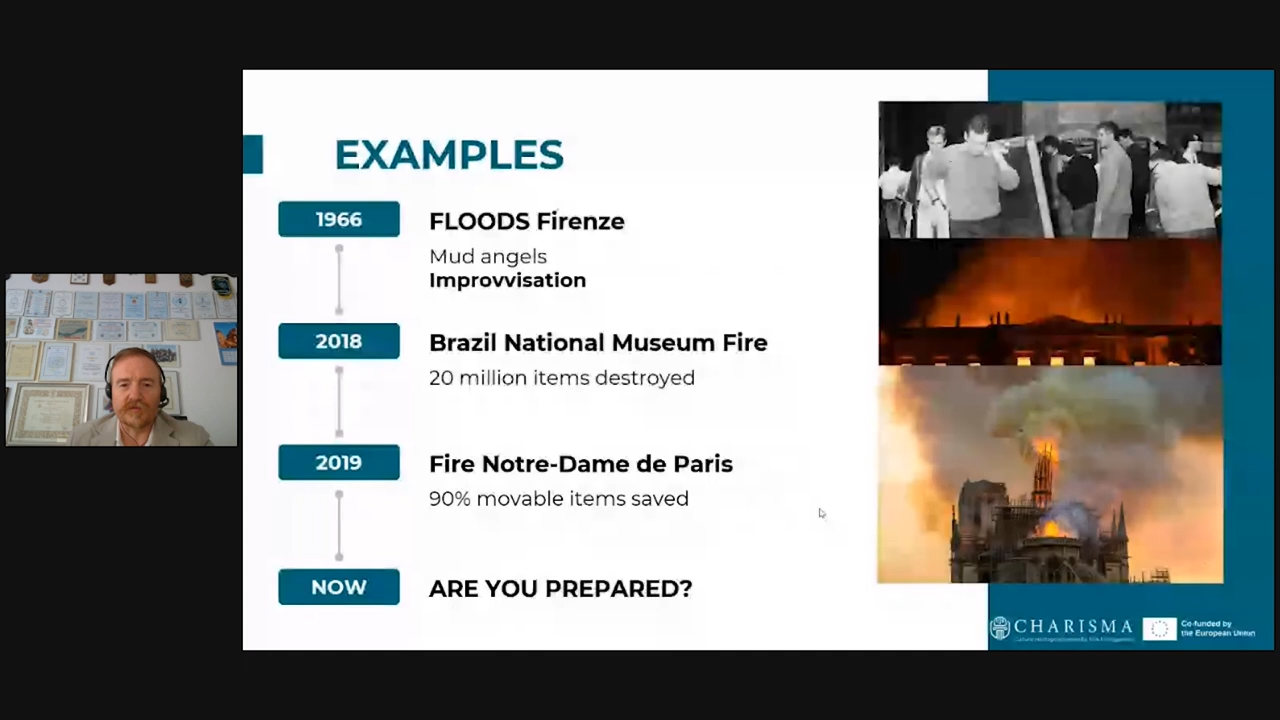 EXAMPLES
1966
FLOODS Firenze
Mud angels
Improvvisation
2018
Brazil National Museum Fire
20 million items destroyed
2019
Fire Notre-Dame de Paris
90% movable items saved
NOW
ARE YOU PREPARED?
CHARISMA
Co-funded by
the European Union